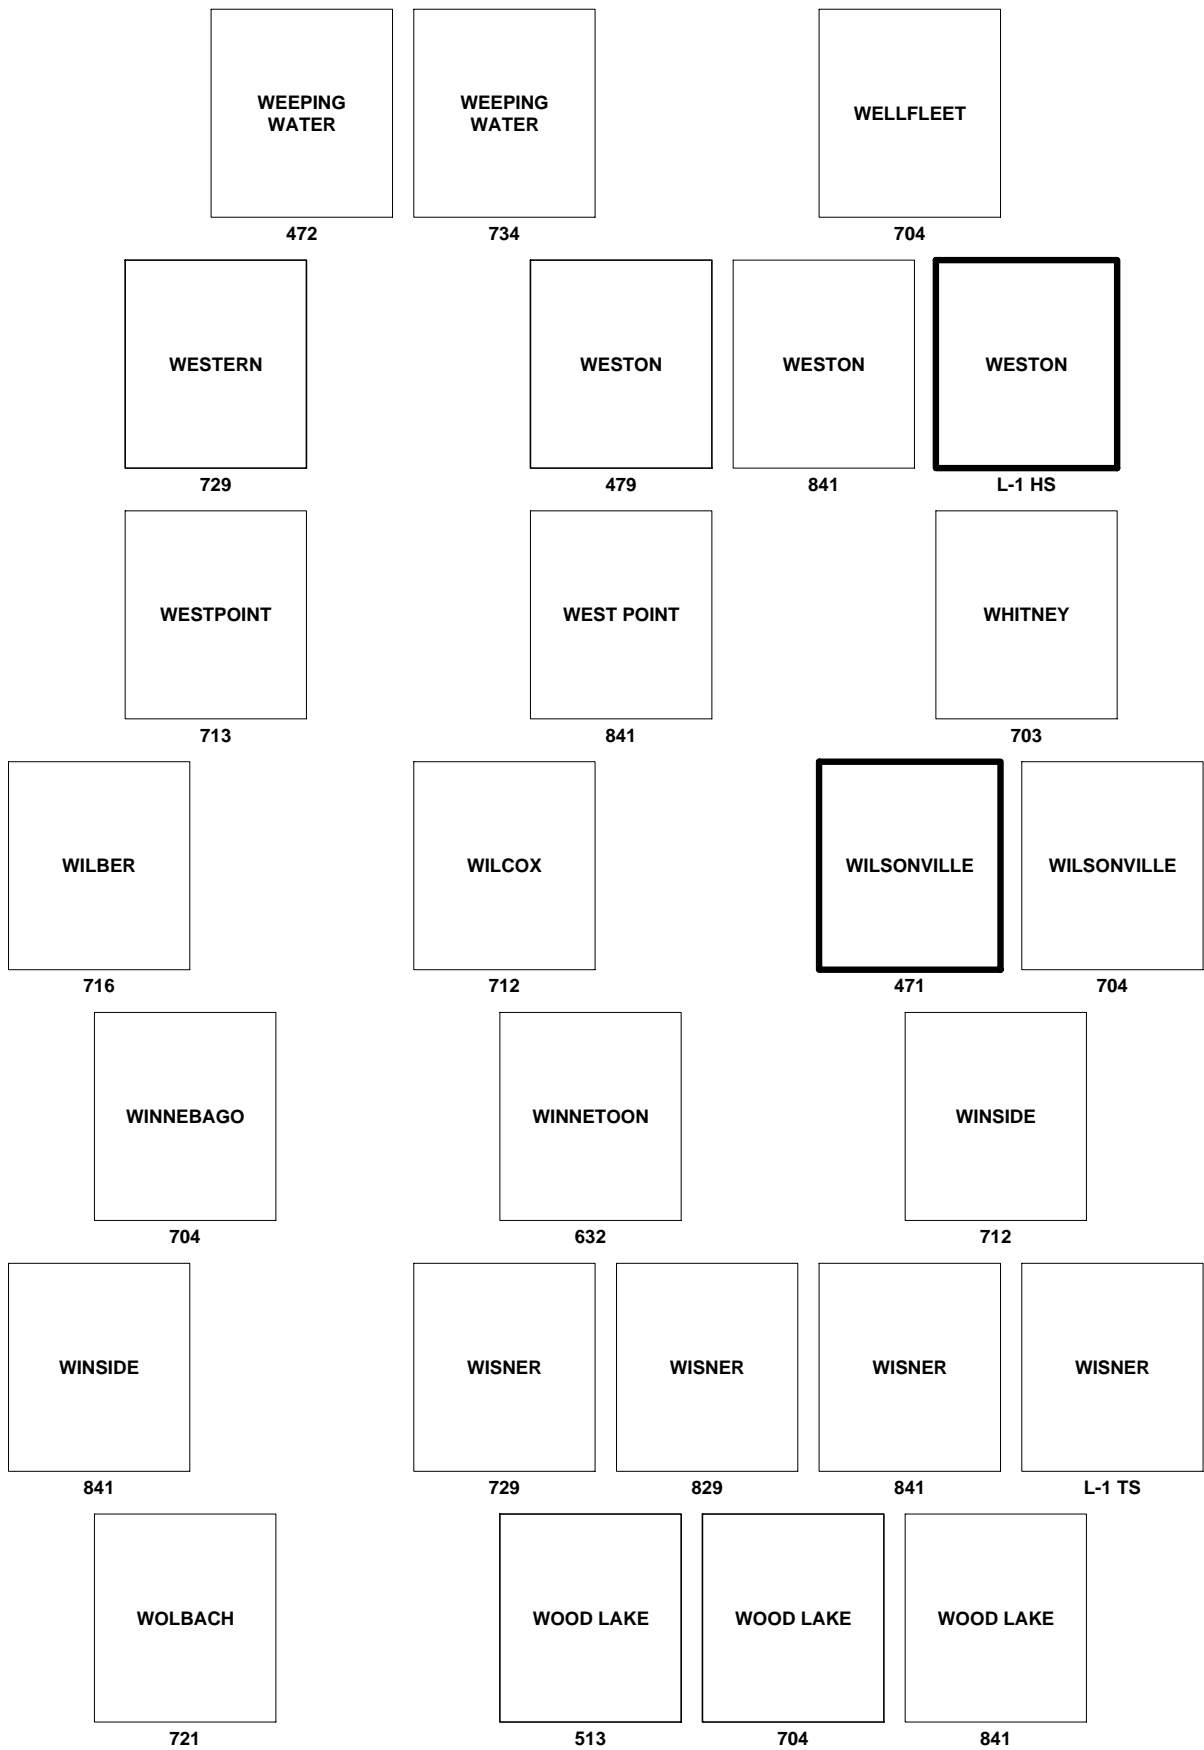 WEEPING
WATER
WEEPING
WATER
WELLFLEET
472
734
704
WESTERN
WESTON
WESTON
WESTON
729
479
841
L-1 HS
WESTPOINT
WEST POINT
WHITNEY
713
841
703
WILBER
WILCOX
WILSONVILLE
WILSONVILLE
716
712
471
704
WINNEBAGO
WINNETOON
WINSIDE
704
632
712
WINSIDE
WISNER
WISNER
WISNER
WISNER
841
729
829
841
L-1 TS
WOLBACH
WOOD LAKE
WOOD LAKE
WOOD LAKE
721
513
704
841